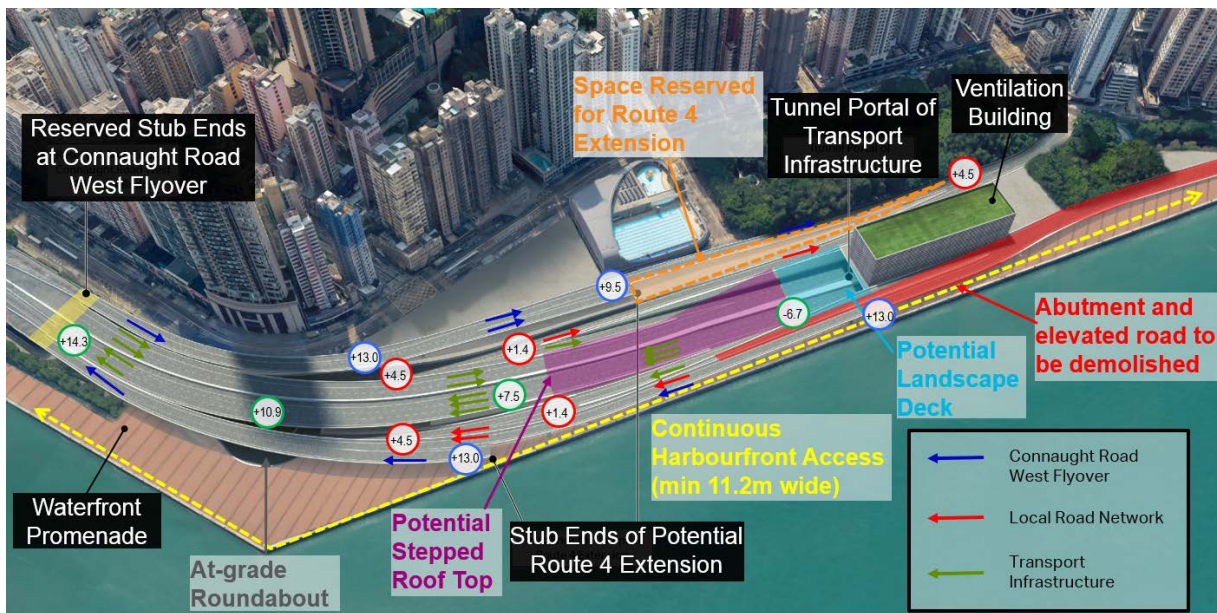 Reserved Stub Ends
at Connaught Road
West Flyover
Space Reserved
for Route 4
Extension
Tunnel Portal of
Transport
Infrastructure
Ventilation
Building
+4.5
+9.5
+14.3
+13.0
+4.5
+1.4
-6.7
+13.0
+7.5
+10.9
+1.4
+4.5
+13.0
Abutment and
elevated road to
be demolished
Potential
Landscape
Deck
Continuous
Harbourfront Access
(min 11.2m wide)
Waterfront
Promenade
At-grade
Roundabout
Potential
Stepped
Roof Top
Stub Ends of Potential
Route 4 Extension
Connaught Road
West Flyover
Local Road Network
Transport
Infrastructure